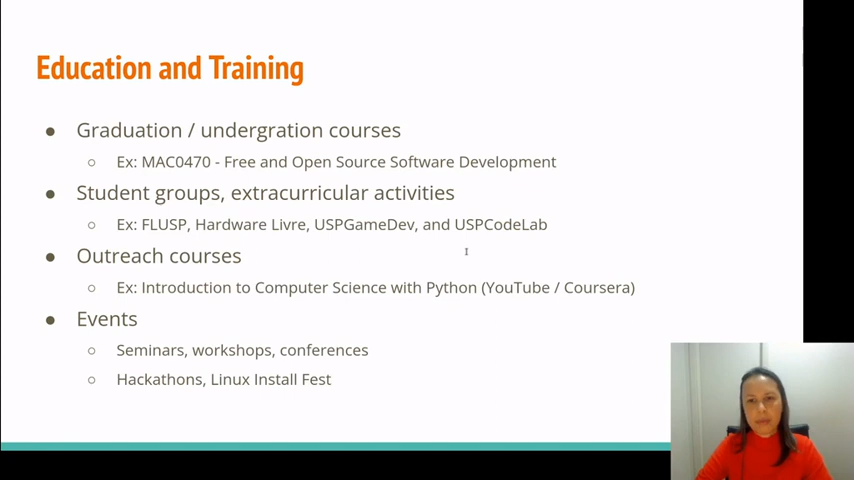 Education and Training
● Graduation / undergration courses
○ Ex: MAC0470 - Free and Open Source Software Development
● Student groups, extracurricular activities
○ Ex: FLUSP, Hardware Livre, USPGameDev, and USPCodeLab
● Outreach courses
○ Ex: Introduction to Computer Science with Python (YouTube / Coursera)
● Events
○ Seminars, workshops, conferences
○ Hackathons, Linux Install Fest